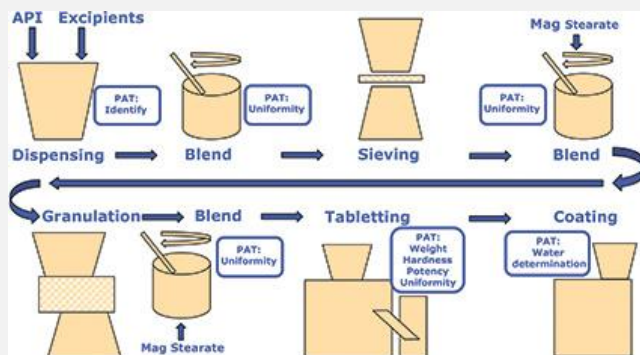 API Excipients
Mag Stearate
PAT:
Identify
PAT:
Uniformity
PAT:
Uniformity
Dispensing
Blend
Sieving
Blend
Granulation
Blend
Tabletting
Coating
PAT:
Uniformity
PAT:
Weight
Hardness
Potency
Uniformity
PAT:
Water
determination
Mag Stearate